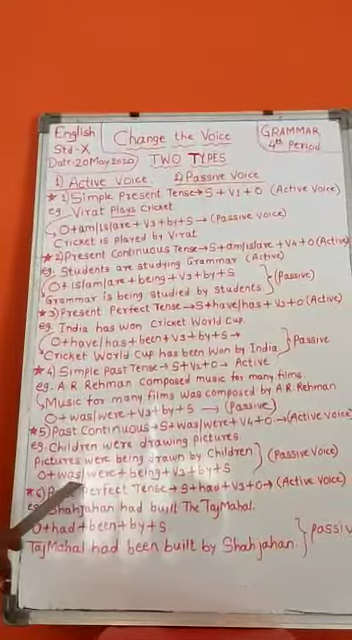 English
Std-X
Date-20 May 2020
Change the Voice
TWO TYPES
GRAMMAR
4th Period
1) ACTIVE VOICE. 2) PASSIVE VOICE
★ 1) Simple Present Tense → S+V1+O (Active Voice)
eg. Virat Plays Cricket
O+am|is|are+V3+by+S → (Passive Voice)
Cricket is played by Virat
★ 2) Present Continuous Tense → S+am|is|are+V4+O (Active)
eg. Students are studying Grammar (Active)
O+is|am|are+being+V3+by+S
Grammar is being studied by students. (Passive)
★ 3) Present Perfect Tense → S+have|has+V3+O (Active)
eg. India has won Cricket World Cup.
O+have|has+been+V3+by+S →
Cricket World Cup has been won by India Passive
★ 4) Simple Past Tense → S+V2+O → Active
eg. A.R. Rehman composed music for many films.
Music for many films was composed by A.R. Rehman
O+was|were+V3+by+S → (Passive)
★ 5) Past Continuous → S+was|were+V4+O → (Active Voice)
eg. Children were drawing pictures.
Pictures were being drawn by Children
O+was|were+being+V3+by+S (Passive Voice)
★ 6) Perfect Tense → S+had+V3+O → (Active Voice)
Shahjahan had built The TajMahal.
O+had+been+by+S
TajMahal had been built by Shahjahan.